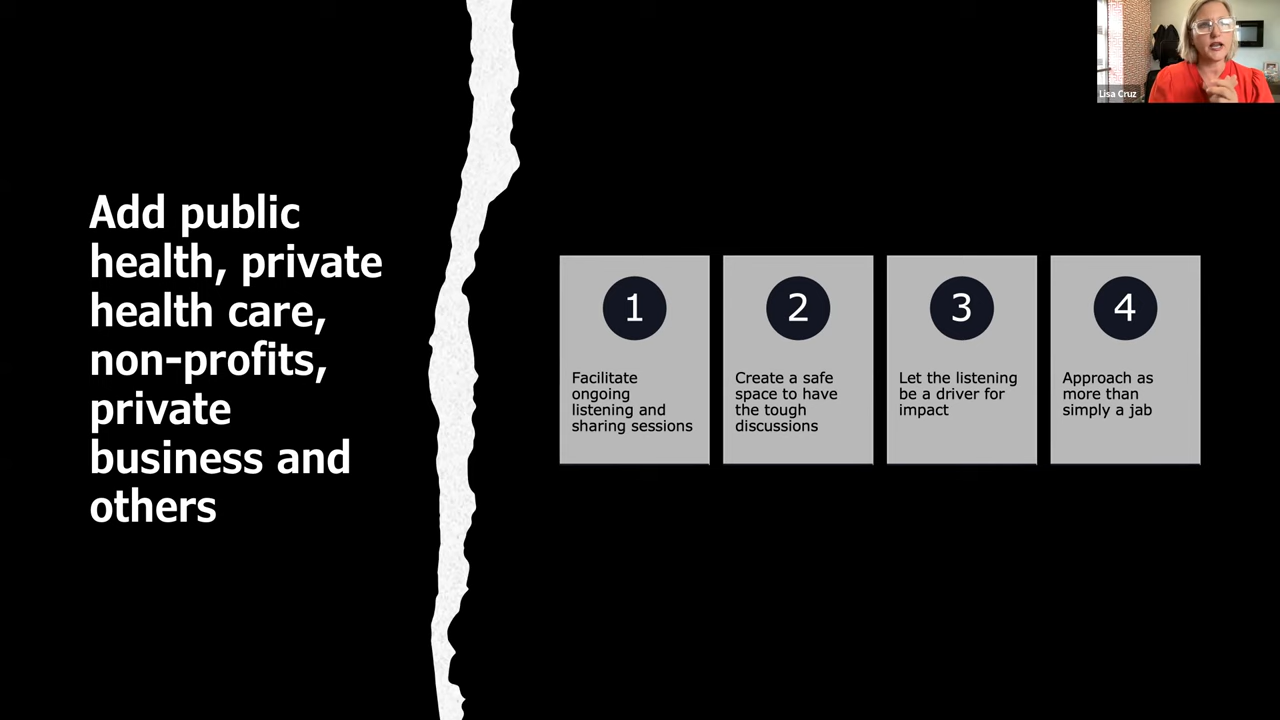 Add public
health, private
health care,
non-profits,
private
business and
others
1
Facilitate
ongoing
listening and
sharing sessions
2
Create a safe
space to have
the tough
discussions
3
Let the listening
be a driver for
impact
4
Approach as
more than
simply a jab
Lisa Cruz